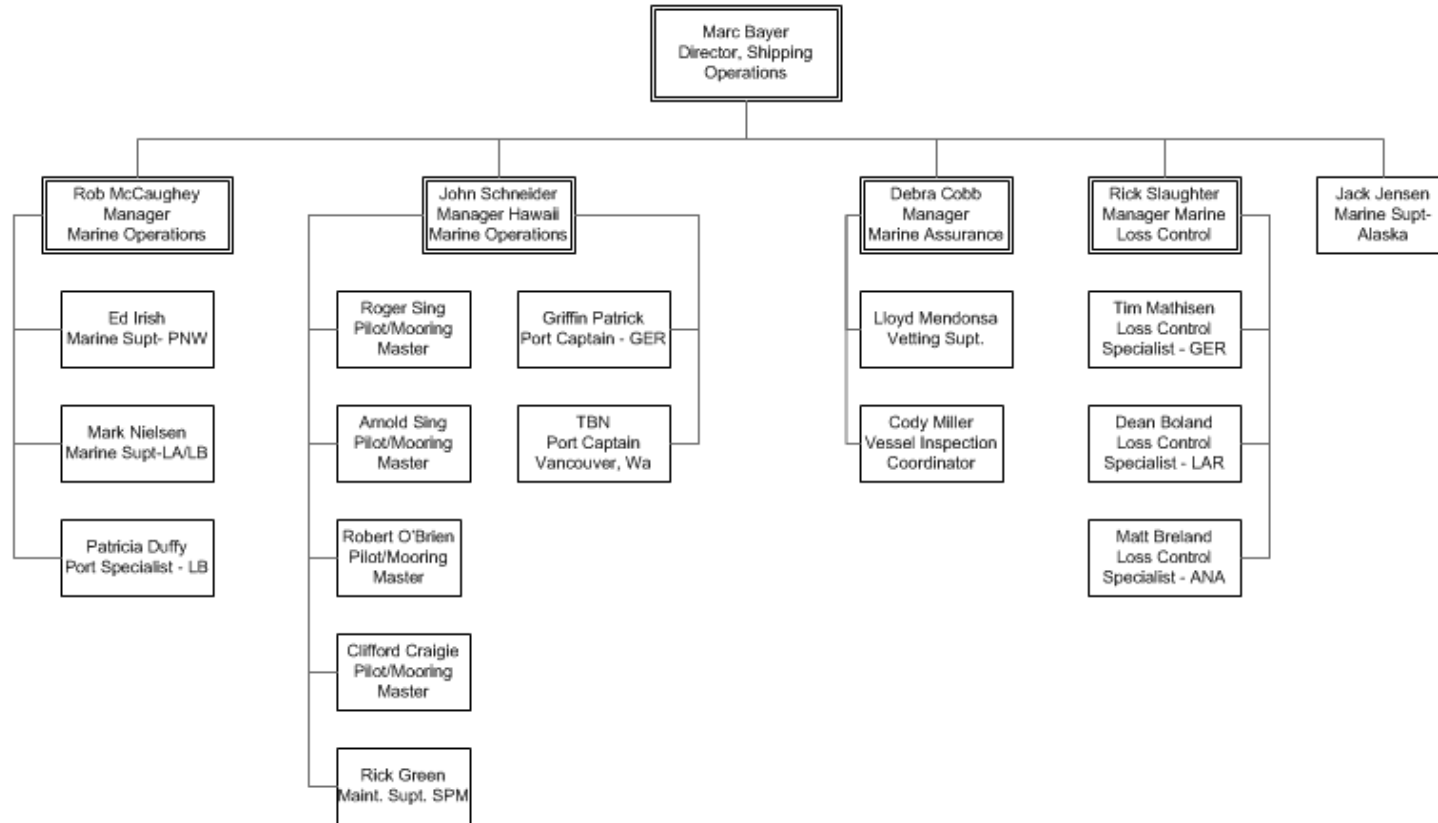 Marc Bayer
Director, Shipping
Operations
Rob McCaughey
Manager
Marine Operations
John Schneider
Manager Hawaii
Marine Operations
Debra Cobb
Manager
Marine Assurance
Rick Slaughter
Manager Marine
Loss Control
Jack Jensen
Marine Supt-
Alaska
Ed Irish
Marine Supt- PNW
Roger Sing
Pilot/Mooring
Master
Griffin Patrick
Port Captain - GER
Lloyd Mendonsa
Vetting Supt.
Tim Mathisen
Loss Control
Specialist - GER
Mark Nielsen
Marine Supt-LA/LB
Arnold Sing
Pilot/Mooring
Master
TBN
Port Captain
Vancouver, Wa
Cody Miller
Vessel Inspection
Coordinator
Dean Boland
Loss Control
Specialist - LAR
Patricia Duffy
Port Specialist - LB
Robert O'Brien
Pilot/Mooring
Master
Matt Breland
Loss Control
Specialist - ANA
Clifford Craigie
Pilot/Mooring
Master
Rick Green
Maint. Supt. SPM